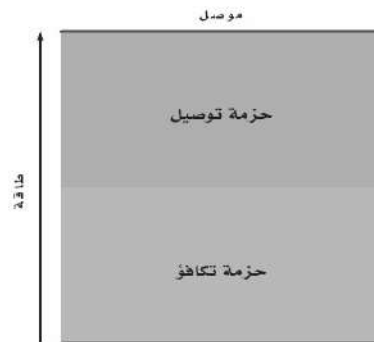 موصل
حزمة توصيل
طاقة
حزمة تكافؤ